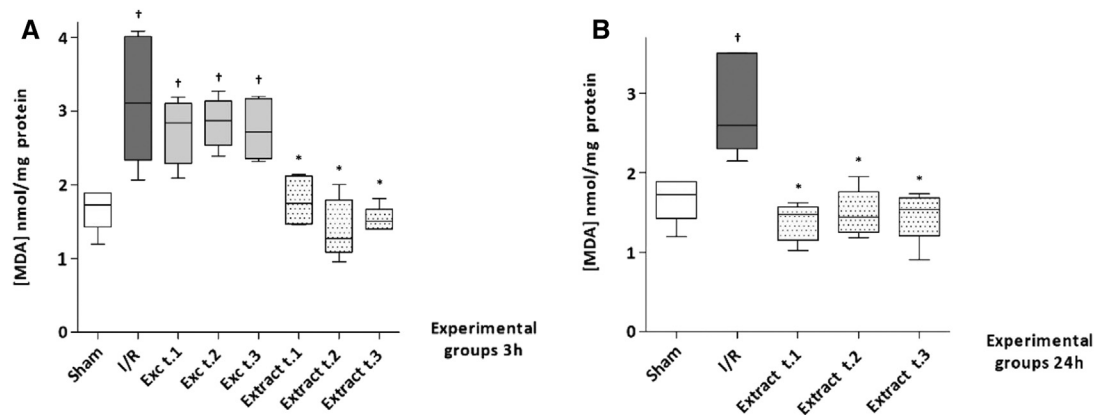 A
[MDA] nmol/mg protein
4
3
2
1
0
†
†
†
†
*
*
*
Sham
I/R
Exc t.1
Exc t.2
Exc t.3
Extract t.1
Extract t.2
Extract t.3
Experimental
groups 3h
B
[MDA] nmol/mg protein
3
2
1
0
†
*
*
*
Sham
I/R
Extract t.1
Extract t.2
Extract t.3
Experimental
groups 24h